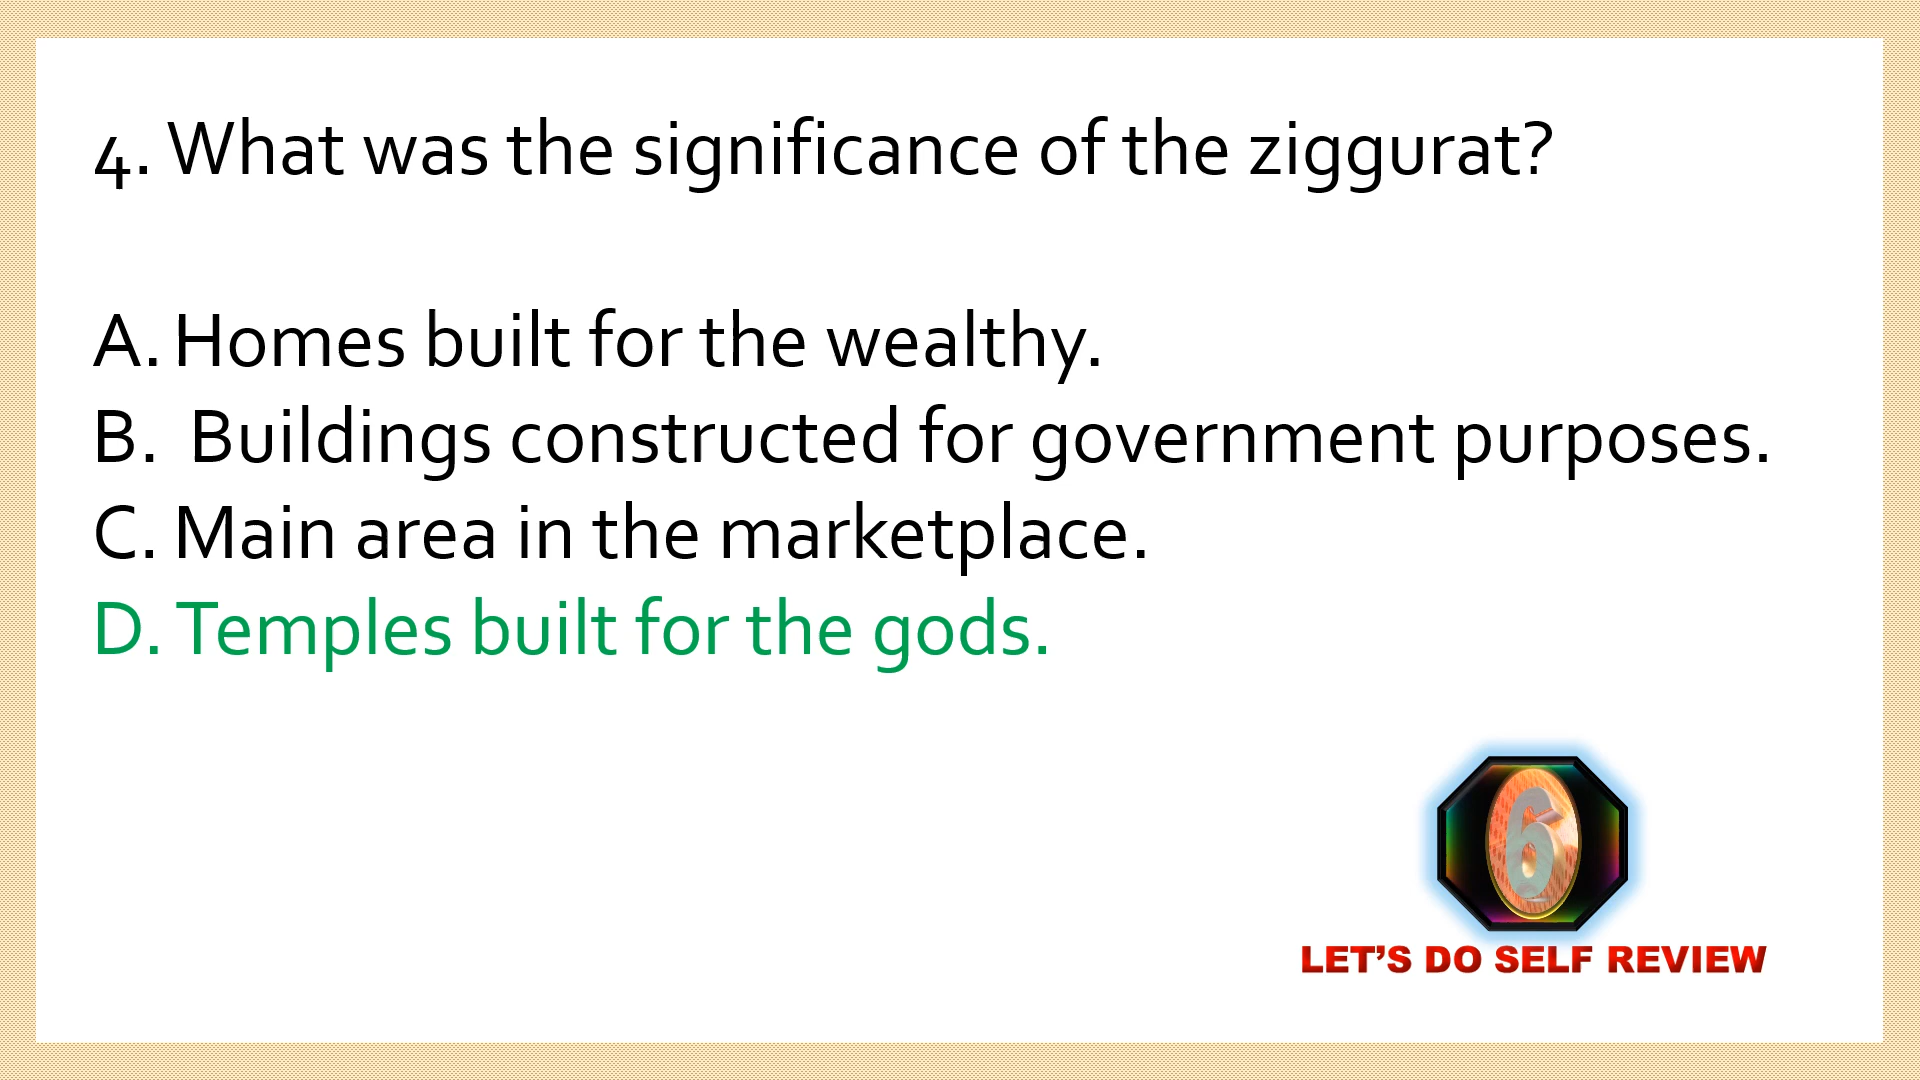 4. What was the significance of the ziggurat?
A. Homes built for the wealthy.
B. Buildings constructed for government purposes.
C. Main area in the marketplace.
D. Temples built for the gods.
6
LET'S DO SELF REVIEW